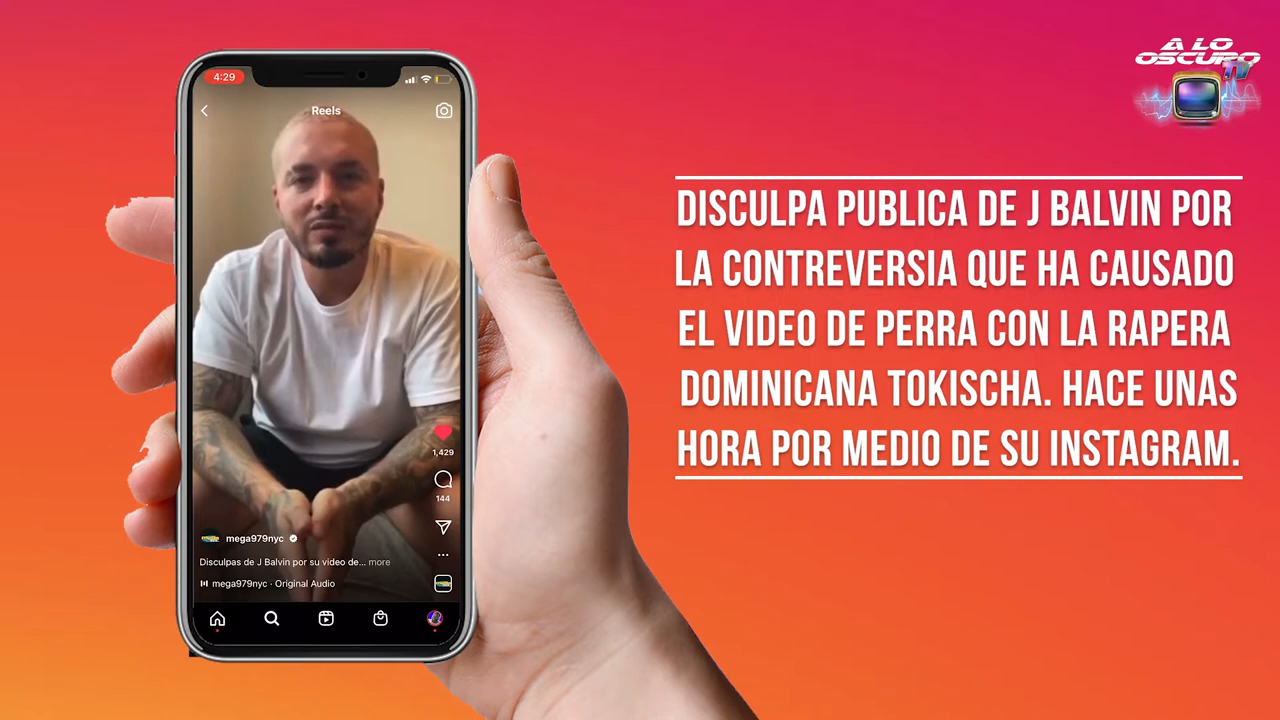 4:29
Reels
A LO
OSCURO
TV
DISCULPA PUBLICA DE J BALVIN POR
LA CONTREVERSIA QUE HA CAUSADO
EL VIDEO DE PERRA CON LA RAPERA
DOMINICANA TOKISCHA. HACE UNAS
HORA POR MEDIO DE SU INSTAGRAM.
1,429
144
mega979nyc
Disculpas de J Balvin por su video de... more
mega979nyc · Original Audio